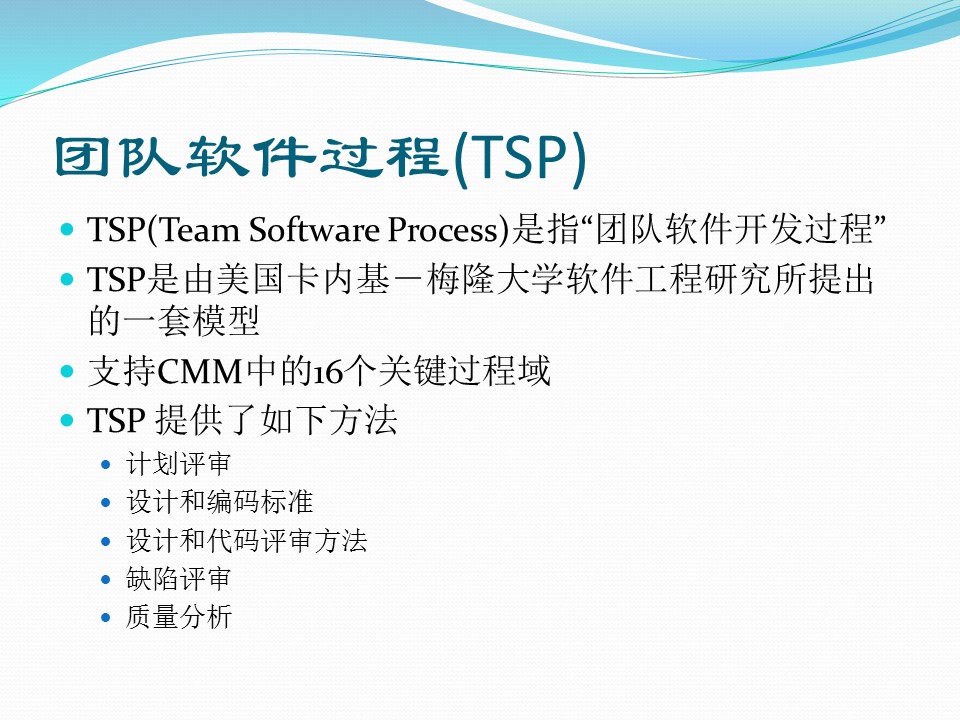 团队软件过程(TSP)
TSP(Team Software Process)是指“团队软件开发过程”
TSP是由美国卡内基－梅隆大学软件工程研究所提出
的一套模型
支持CMM中的16个关键过程域
TSP 提供了如下方法
计划评审
设计和编码标准
设计和代码评审方法
缺陷评审
质量分析